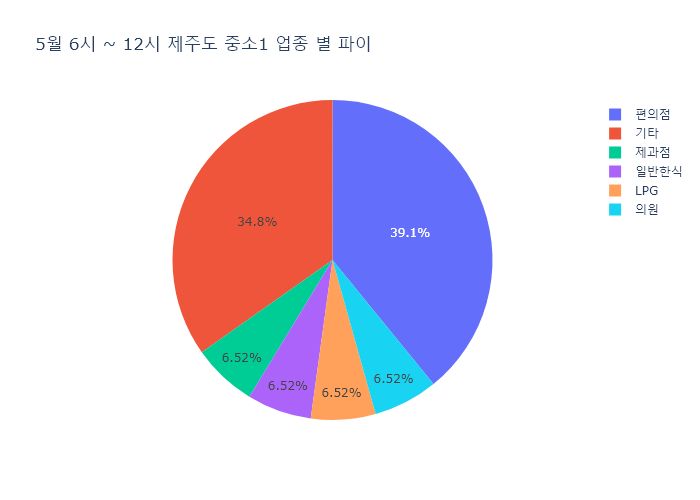 5월 6시 ~ 12시 제주도 중소1 업종 별 파이
편의점
기타
제과점
일반한식
LPG
의원
34.8%
39.1%
6.52%
6.52%
6.52%
6.52%